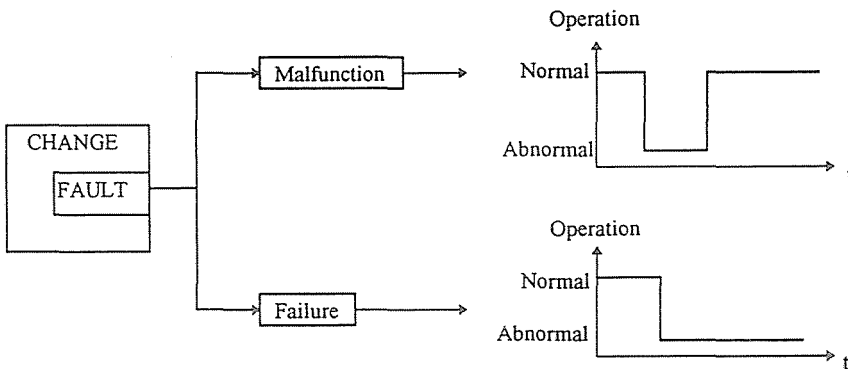 Operation
Normal
Malfunction
Abnormal
CHANGE
FAULT
Operation
Normal
Failure
Abnormal
t